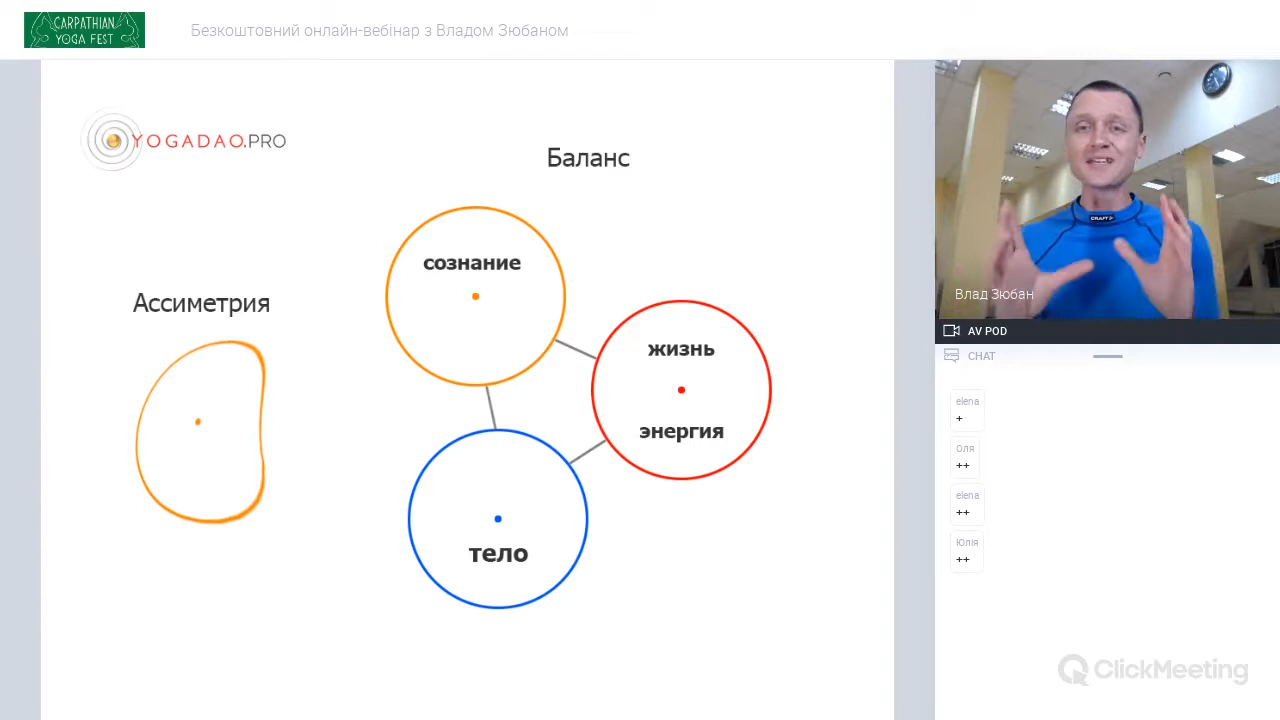 CARPATHIAN
YOGA FEST
Безкоштовний онлайн-вебінар з Владом Зюбаном
YOGADAO.PRO
Баланс
Ассиметрия
сознание
жизнь
энергия
тело
CRAFT
Влад Зюбан
AV POD
CHAT
elena
+
Оля
++
elena
++
Юлія
++
ClickMeeting